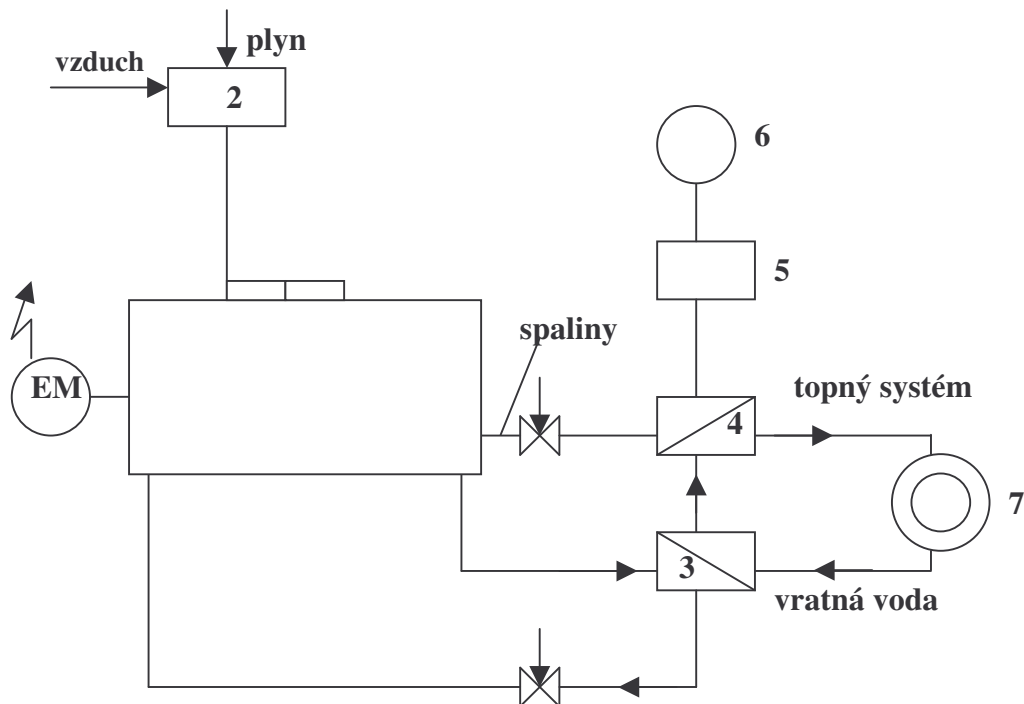 plyn
vzduch
2
6
5
spaliny
EM
topný systém
4
7
3
vratná voda